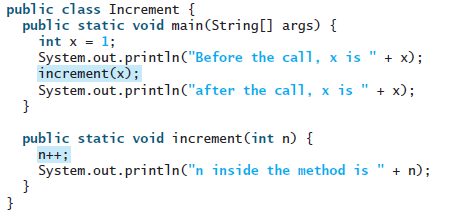 public class Increment {
  public static void main(String[] args) {
    int x = 1;
    System.out.println("Before the call, x is " + x);
    increment(x);
    System.out.println("after the call, x is " + x);
  }

  public static void increment(int n) {
    n++;
    System.out.println("n inside the method is " + n);
  }
}